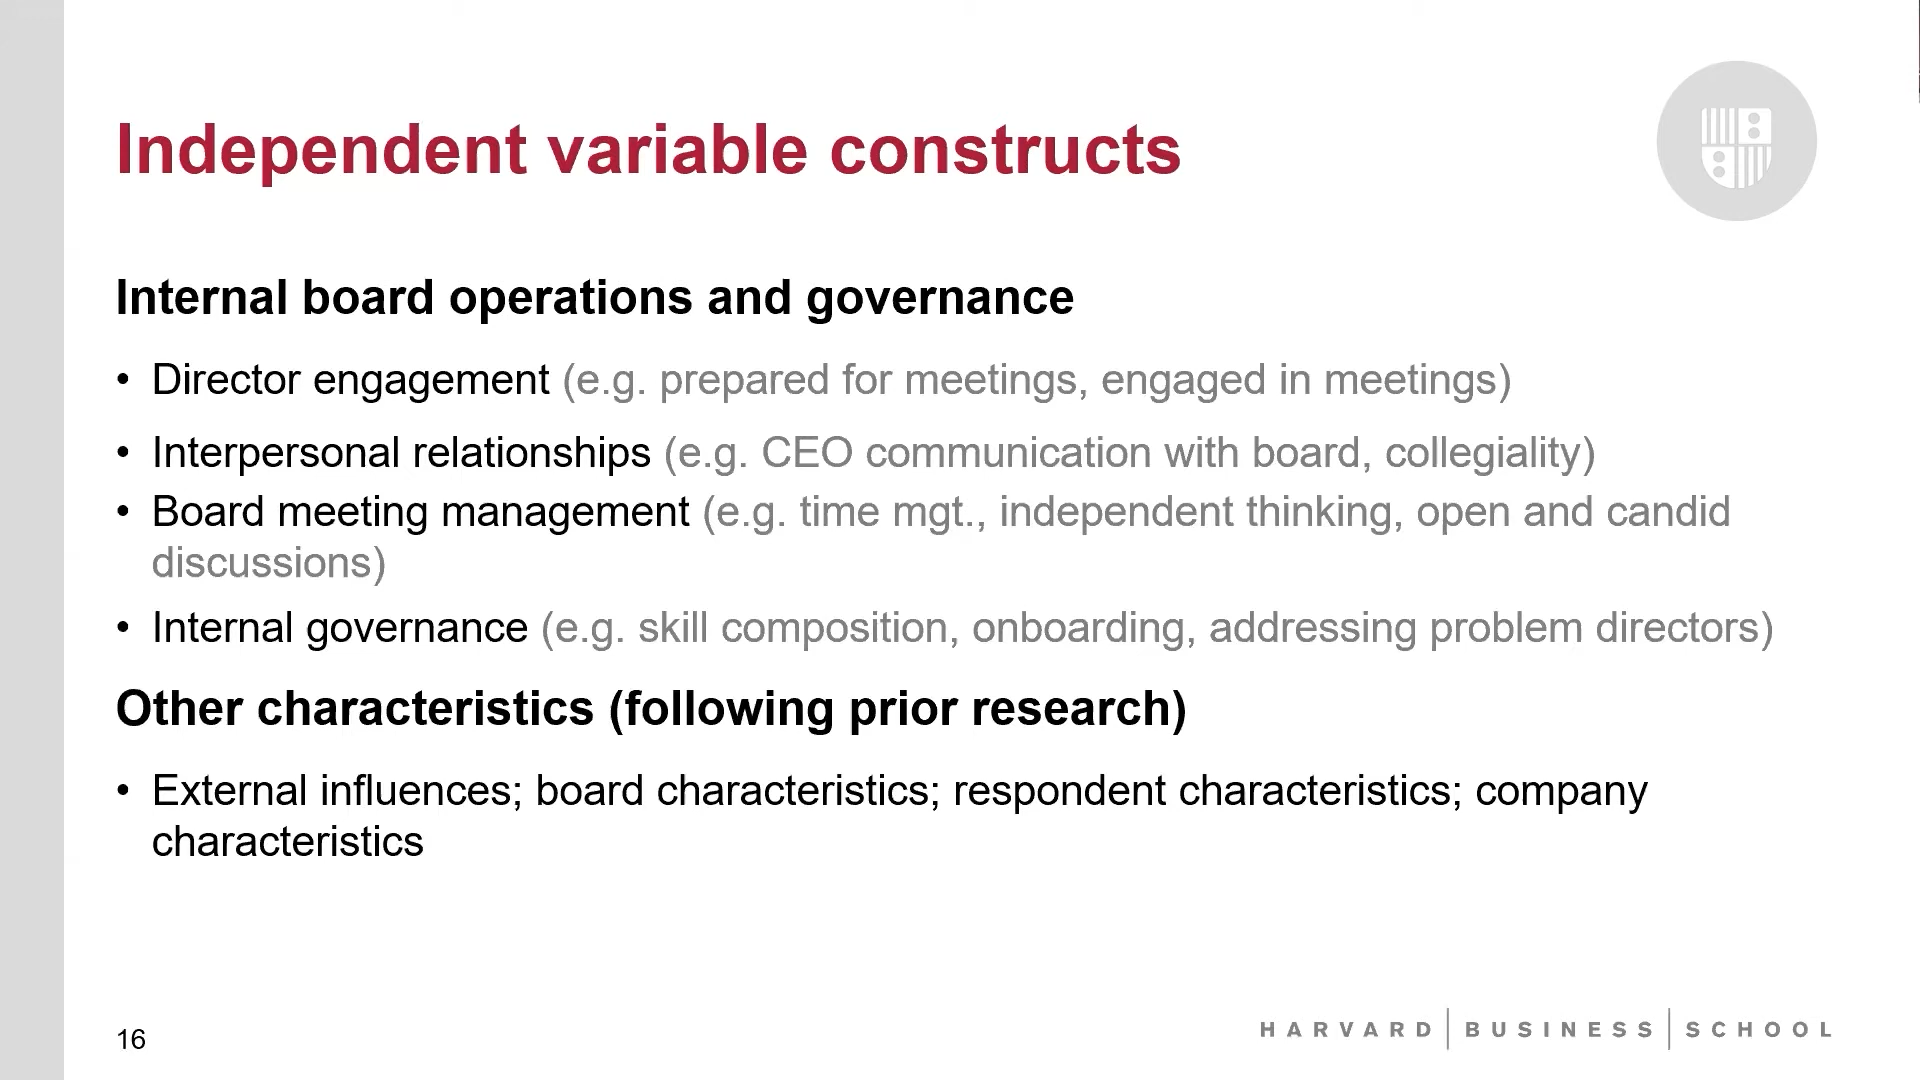 Independent variable constructs
Internal board operations and governance
• Director engagement (e.g. prepared for meetings, engaged in meetings)
• Interpersonal relationships (e.g. CEO communication with board, collegiality)
• Board meeting management (e.g. time mgt., independent thinking, open and candid
discussions)
• Internal governance (e.g. skill composition, onboarding, addressing problem directors)
Other characteristics (following prior research)
• External influences; board characteristics; respondent characteristics; company
characteristics
16
HARVARD | BUSINESS | SCHOOL